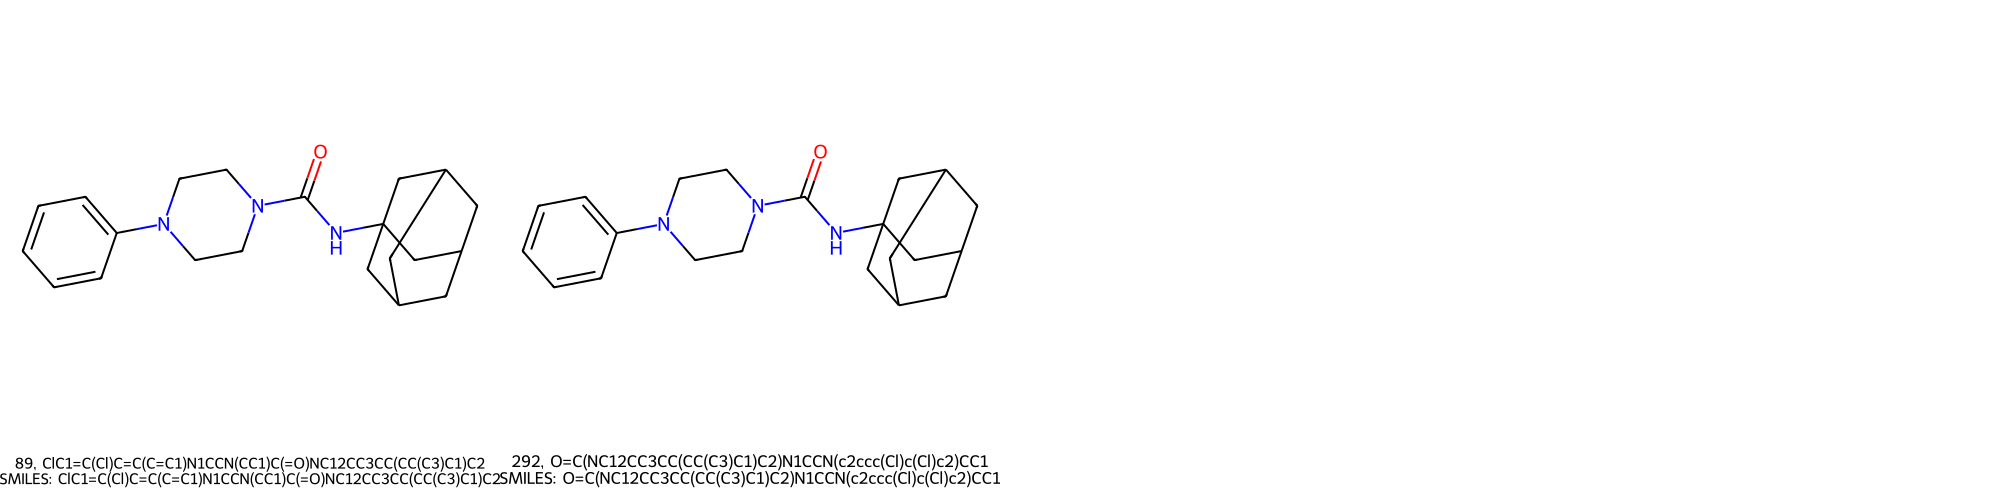 O
O
N
N
N
H
N
N
N
H
89, ClC1=C(Cl)C=C(C=C1)N1CCN(CC1)C(=O)NC12CC3CC(CC(C3)C1)C2
SMILES: ClC1=C(Cl)C=C(C=C1)N1CCN(CC1)C(=O)NC12CC3CC(CC(C3)C1)C2
292, O=C(NC12CC3CC(CC(C3)C1)C2)N1CCN(c2ccc(Cl)c(Cl)c2)CC1
SMILES: O=C(NC12CC3CC(CC(C3)C1)C2)N1CCN(c2ccc(Cl)c(Cl)c2)CC1